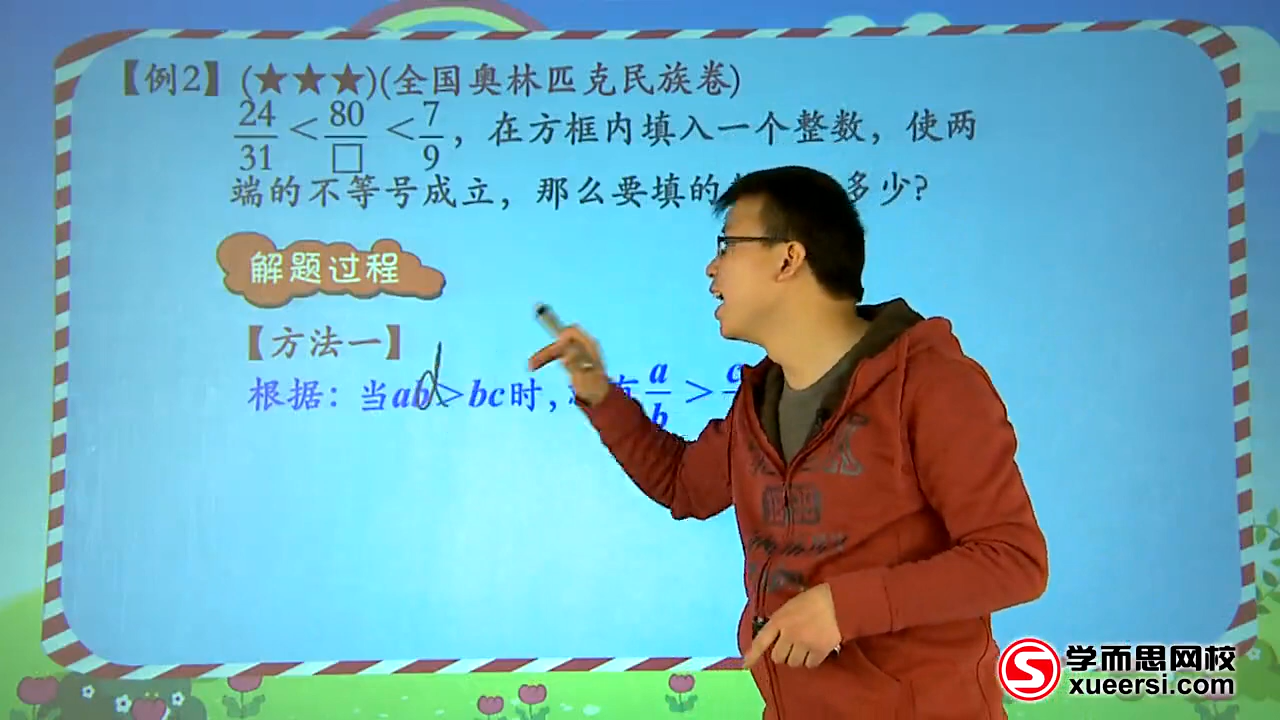 【例2】(★★★)(全国奥林匹克民族卷)
24/31 < 80/□ < 7/9，在方框内填入一个整数，使两
端的不等号成立，那么要填的 多少？
解题过程
【方法一】
根据：当ab>bc时， 有 a/b > c
d
学而思网校
xueersi.com